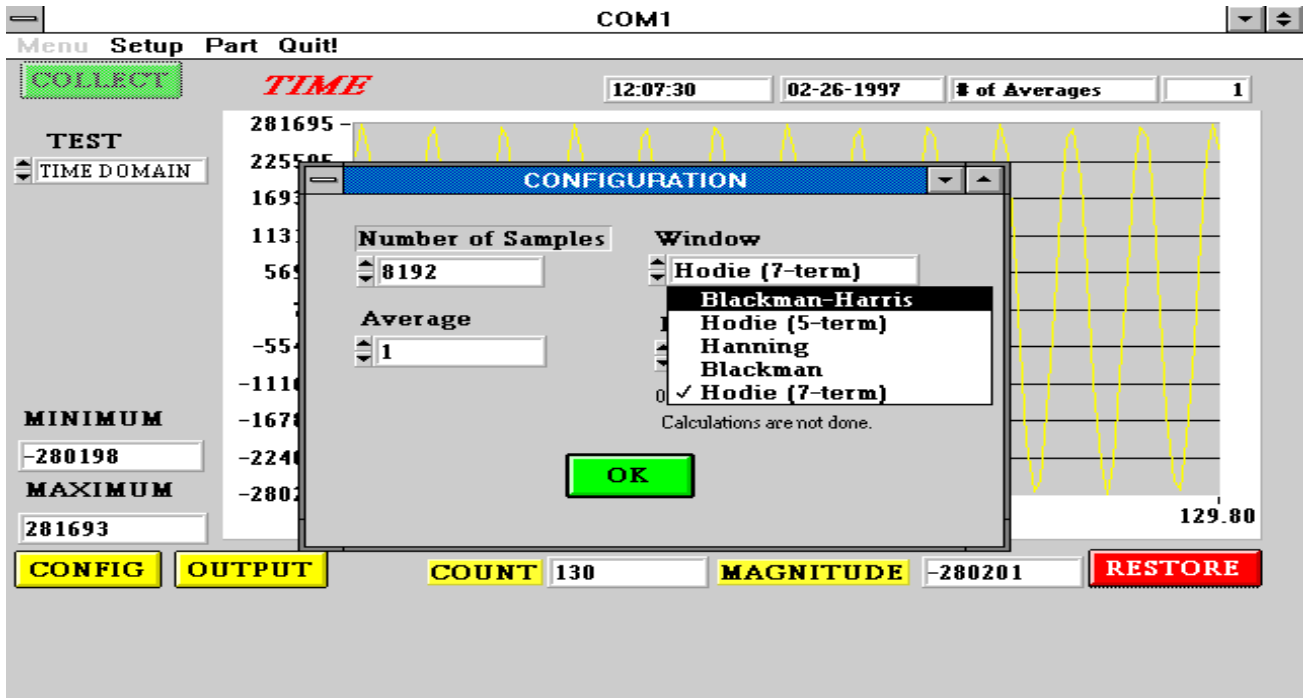 COM1
Menu Setup Part Quit!
COLLECT
TIME
12:07:30
02-26-1997
# of Averages
1
TEST
TIME DOMAIN
281695
CONFIGURATION
Number of Samples
8192
Average
1
Window
Hodie (7-term)
Blackman-Harris
Hodie (5-term)
Hanning
Blackman
✓ Hodie (7-term)
Calculations are not done.
OK
MINIMUM
-280198
MAXIMUM
281693
129.80
CONFIG
OUTPUT
COUNT
130
MAGNITUDE
-280201
RESTORE